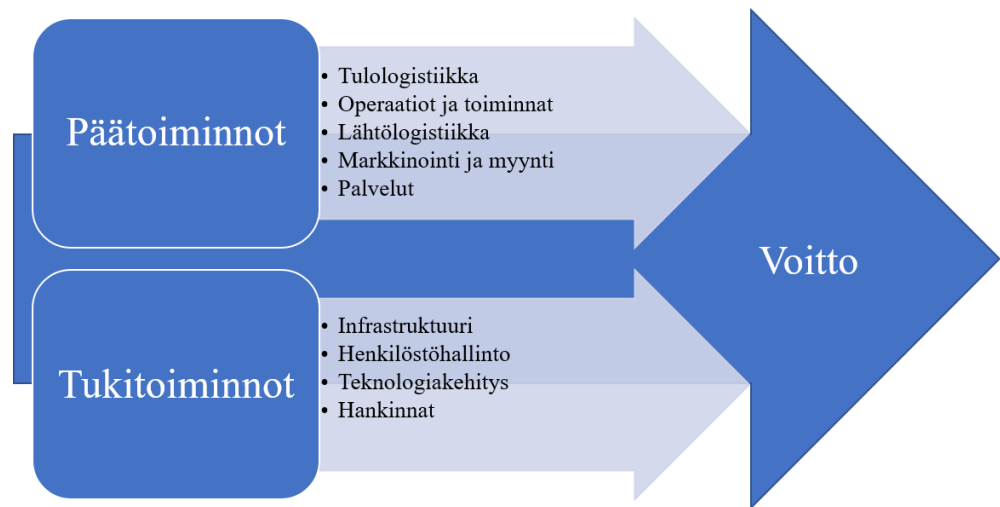 Päätoiminnot
• Tulologistiikka
• Operaatiot ja toiminnat
• Lähtölogistiikka
• Markkinointi ja myynti
• Palvelut
Tukitoiminnot
• Infrastruktuuri
• Henkilöstöhallinto
• Teknologiakehitys
• Hankinnat
Voitto